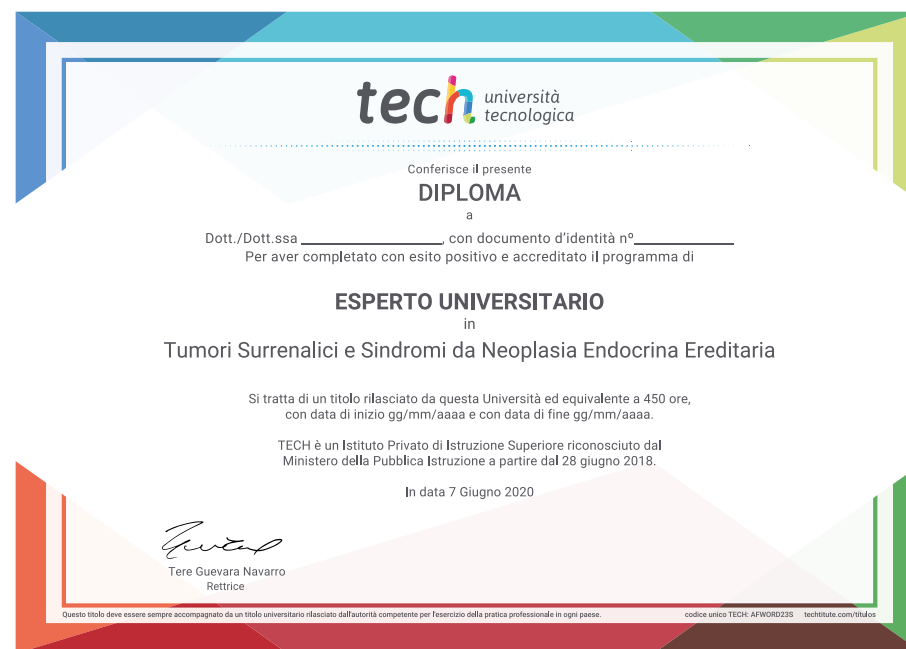 tech università
tecnologica
Conferisce il presente
DIPLOMA
a
Dott./Dott.ssa ____________________, con documento d'identità nº______________
Per aver completato con esito positivo e accreditato il programma di
ESPERTO UNIVERSITARIO
in
Tumori Surrenalici e Sindromi da Neoplasia Endocrina Ereditaria
Si tratta di un titolo rilasciato da questa Università ed equivalente a 450 ore,
con data di inizio gg/mm/aaaa e con data di fine gg/mm/aaaa.
TECH è un Istituto Privato di Istruzione Superiore riconosciuto dal
Ministero della Pubblica Istruzione a partire dal 28 giugno 2018.
In data 7 Giugno 2020
Tere Guevara Navarro
Rettrice
Questo titolo deve essere sempre accompagnato da un titolo universitario rilasciato dall'autorità competente per l'esercizio della pratica professionale in ogni paese. codice unico TECH: AFWORD23S techtitute.com/títulos